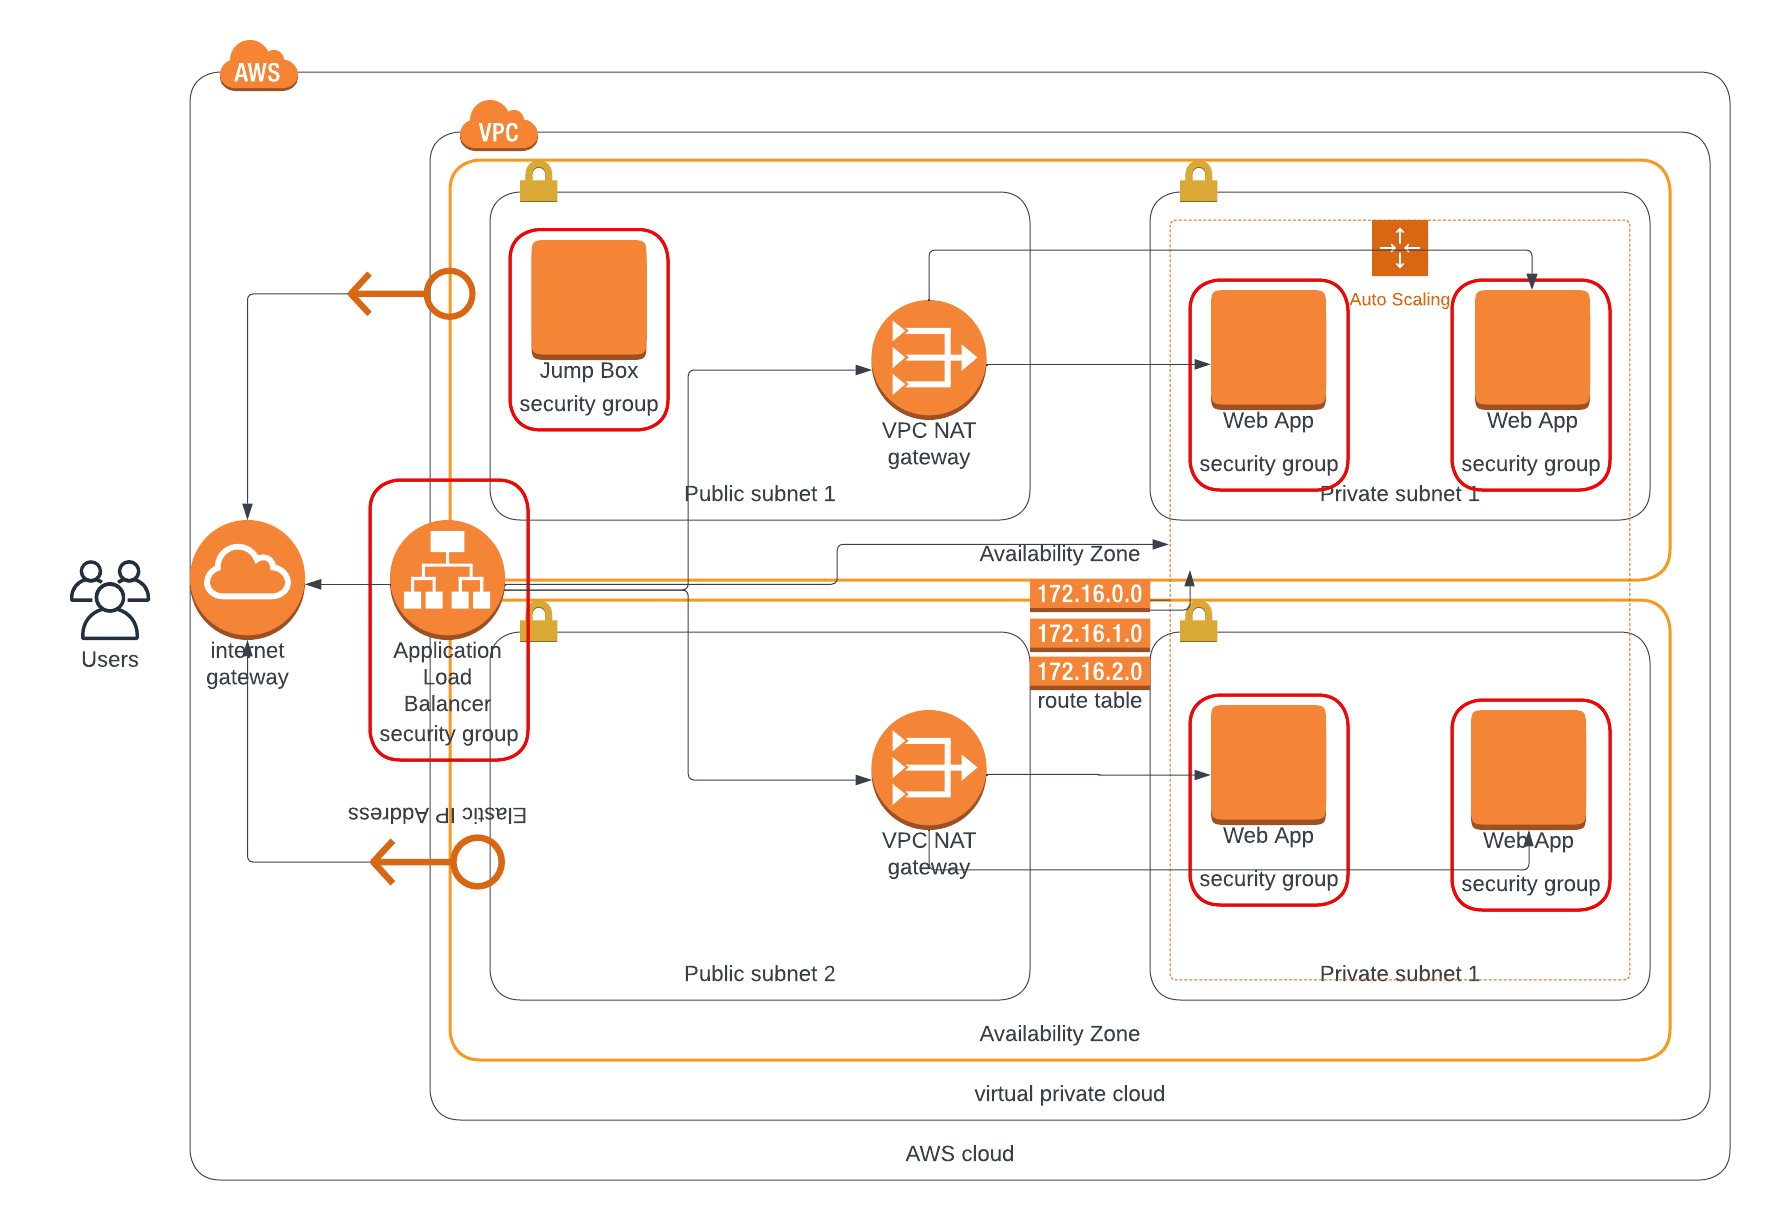 AWS
VPC
Jump Box
security group
VPC NAT
gateway
Public subnet 1
Auto Scaling
Web App
security group
Web App
security group
Private subnet 1
Availability Zone
Users
internet
gateway
Application
Load
Balancer
security group
Elastic IP Address
172.16.0.0
172.16.1.0
172.16.2.0
route table
VPC NAT
gateway
Public subnet 2
Web App
security group
Web App
security group
Private subnet 1
Availability Zone
virtual private cloud
AWS cloud